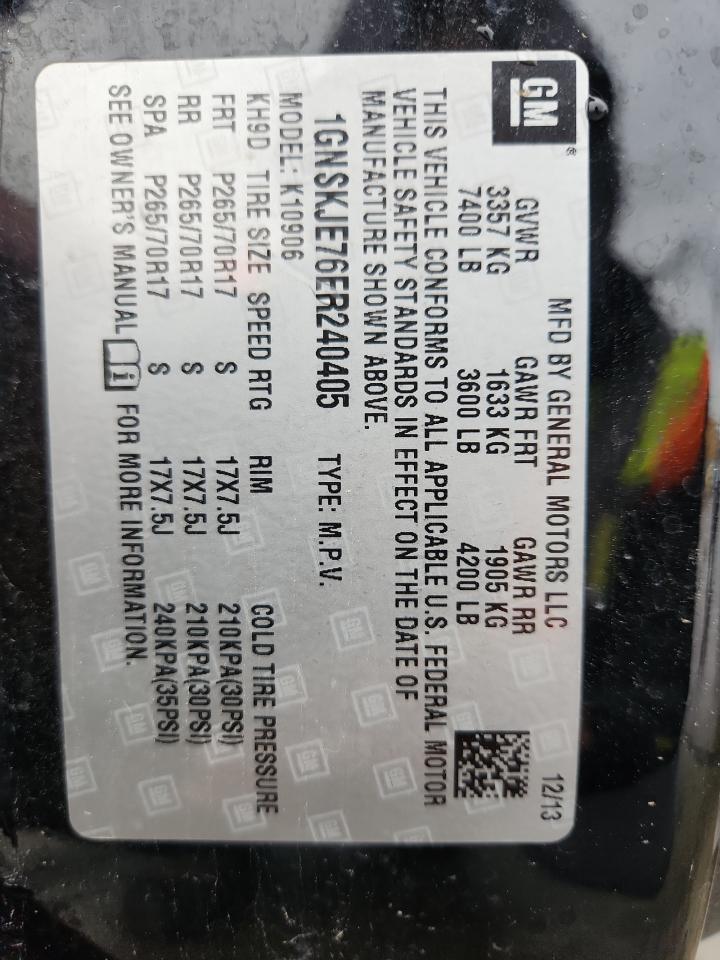 GM®
MFD BY GENERAL MOTORS LLC 12/13
GVWR GAWR FRT GAWR RR
3357 KG 1633 KG 1905 KG
7400 LB 3600 LB 4200 LB
THIS VEHICLE CONFORMS TO ALL APPLICABLE U.S. FEDERAL MOTOR
VEHICLE SAFETY STANDARDS IN EFFECT ON THE DATE OF
MANUFACTURE SHOWN ABOVE.
1GNSKJE76ER240405 TYPE: M.P.V.
MODEL: K10906
KH9D TIRE SIZE SPEED RTG RIM COLD TIRE PRESSURE
FRT P265/70R17 S 17X7.5J 210KPA(30PSI)
RR P265/70R17 S 17X7.5J 210KPA(30PSI)
SPA P265/70R17 S 17X7.5J 240KPA(35PSI)
SEE OWNER'S MANUAL i FOR MORE INFORMATION.